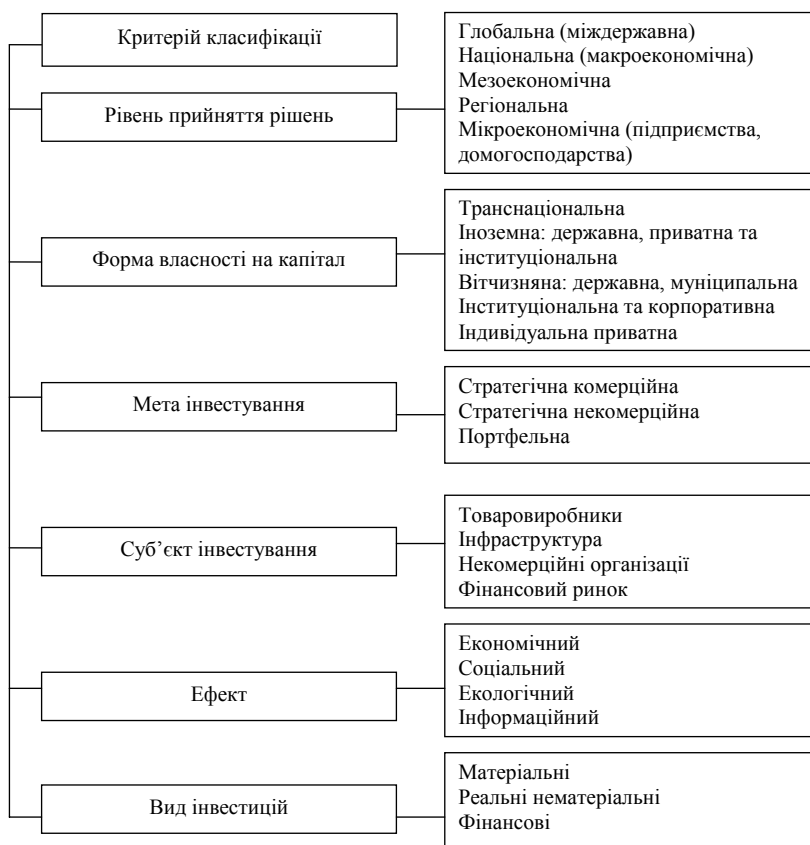 Критерій класифікації
Рівень прийняття рішень
Глобальна (міждержавна)
Національна (макроекономічна)
Мезоекономічна
Регіональна
Мікроекономічна (підприємства,
домогосподарства)
Форма власності на капітал
Транснаціональна
Іноземна: державна, приватна та
інституціональна
Вітчизняна: державна, муніципальна
Інституціональна та корпоративна
Індивідуальна приватна
Мета інвестування
Стратегічна комерційна
Стратегічна некомерційна
Портфельна
Суб’єкт інвестування
Товаровиробники
Інфраструктура
Некомерційні організації
Фінансовий ринок
Ефект
Економічний
Соціальний
Екологічний
Інформаційний
Вид інвестицій
Матеріальні
Реальні нематеріальні
Фінансові